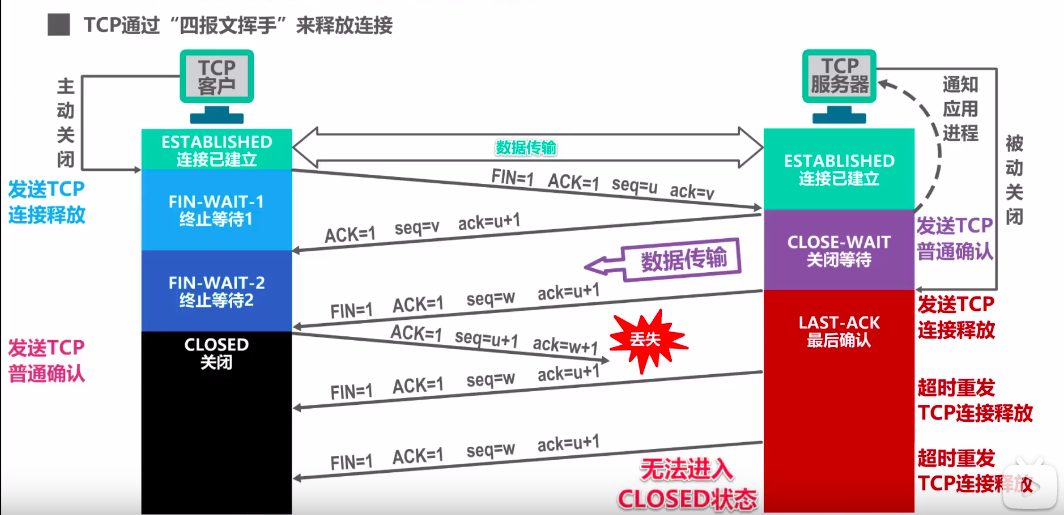 TCP通过“四报文挥手”来释放连接
TCP
客户
TCP
服务器
主动关闭
通知
应用
进程
被动关闭
ESTABLISHED
连接已建立
数据传输
ESTABLISHED
连接已建立
FIN=1 ACK=1 seq=u ack=v
发送TCP
连接释放
FIN-WAIT-1
终止等待1
ACK=1 seq=v ack=u+1
发送TCP
普通确认
CLOSE-WAIT
关闭等待
数据传输
FIN-WAIT-2
终止等待2
FIN=1 ACK=1 seq=w ack=u+1
发送TCP
连接释放
LAST-ACK
最后确认
ACK=1 seq=u+1 ack=w+1
丢失
发送TCP
普通确认
CLOSED
关闭
FIN=1 ACK=1 seq=w ack=u+1
超时重发
TCP连接释放
FIN=1 ACK=1 seq=w ack=u+1
超时重发
TCP连接释放
无法进入
CLOSED状态